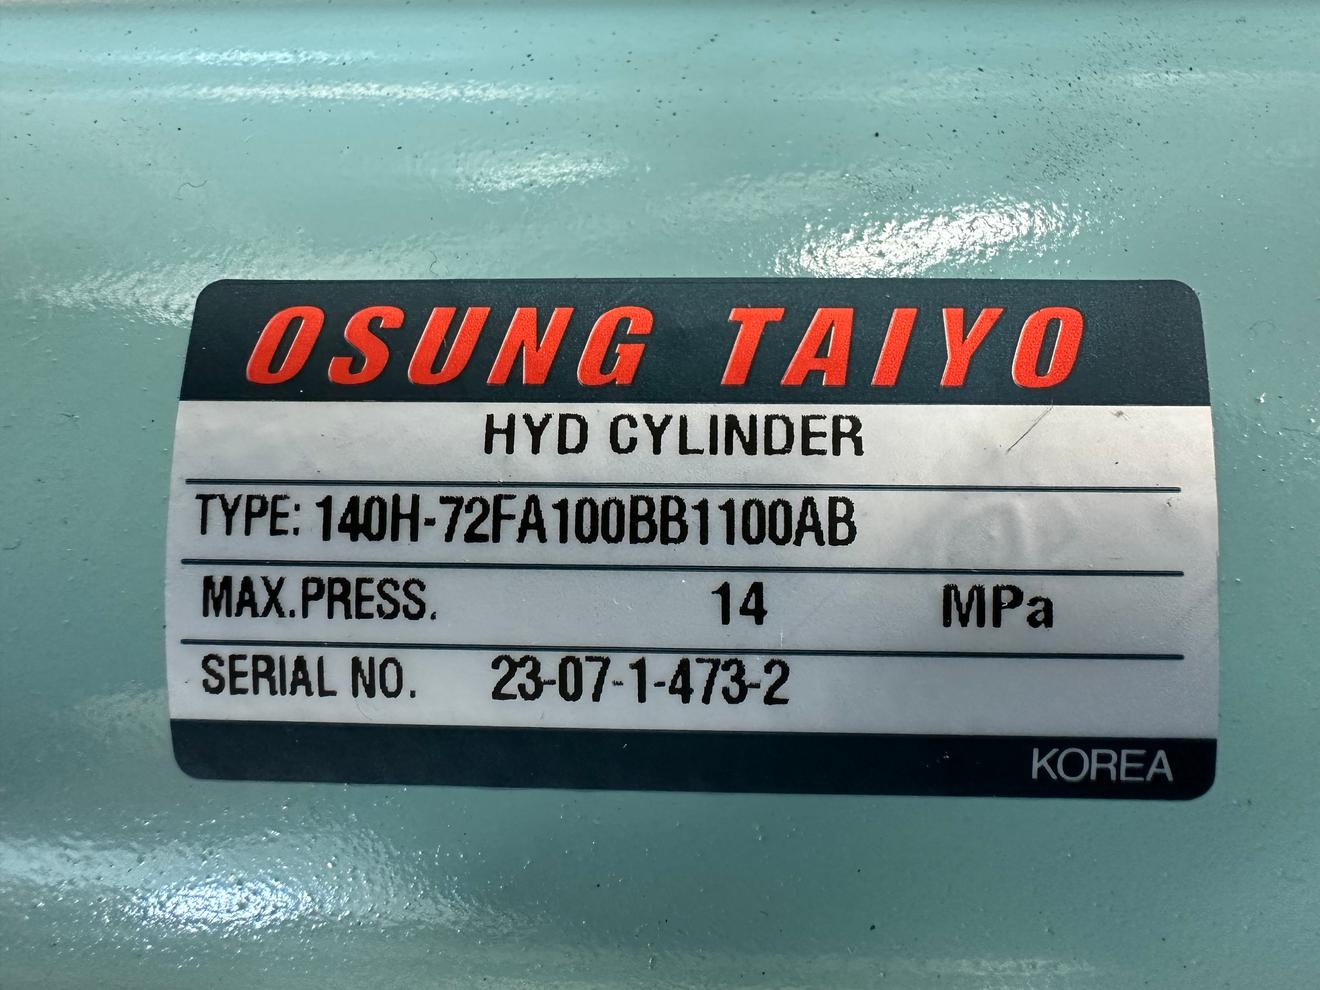 OSUNG TAIYO
HYD CYLINDER
TYPE: 140H-72FA100BB1100AB
MAX.PRESS. 14 MPa
SERIAL NO. 23-07-1-473-2
KOREA